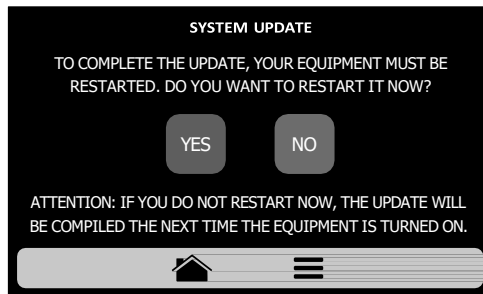 SYSTEM UPDATE
TO COMPLETE THE UPDATE, YOUR EQUIPMENT MUST BE
RESTARTED. DO YOU WANT TO RESTART IT NOW?
YES NO
ATTENTION: IF YOU DO NOT RESTART NOW, THE UPDATE WILL
BE COMPILED THE NEXT TIME THE EQUIPMENT IS TURNED ON.